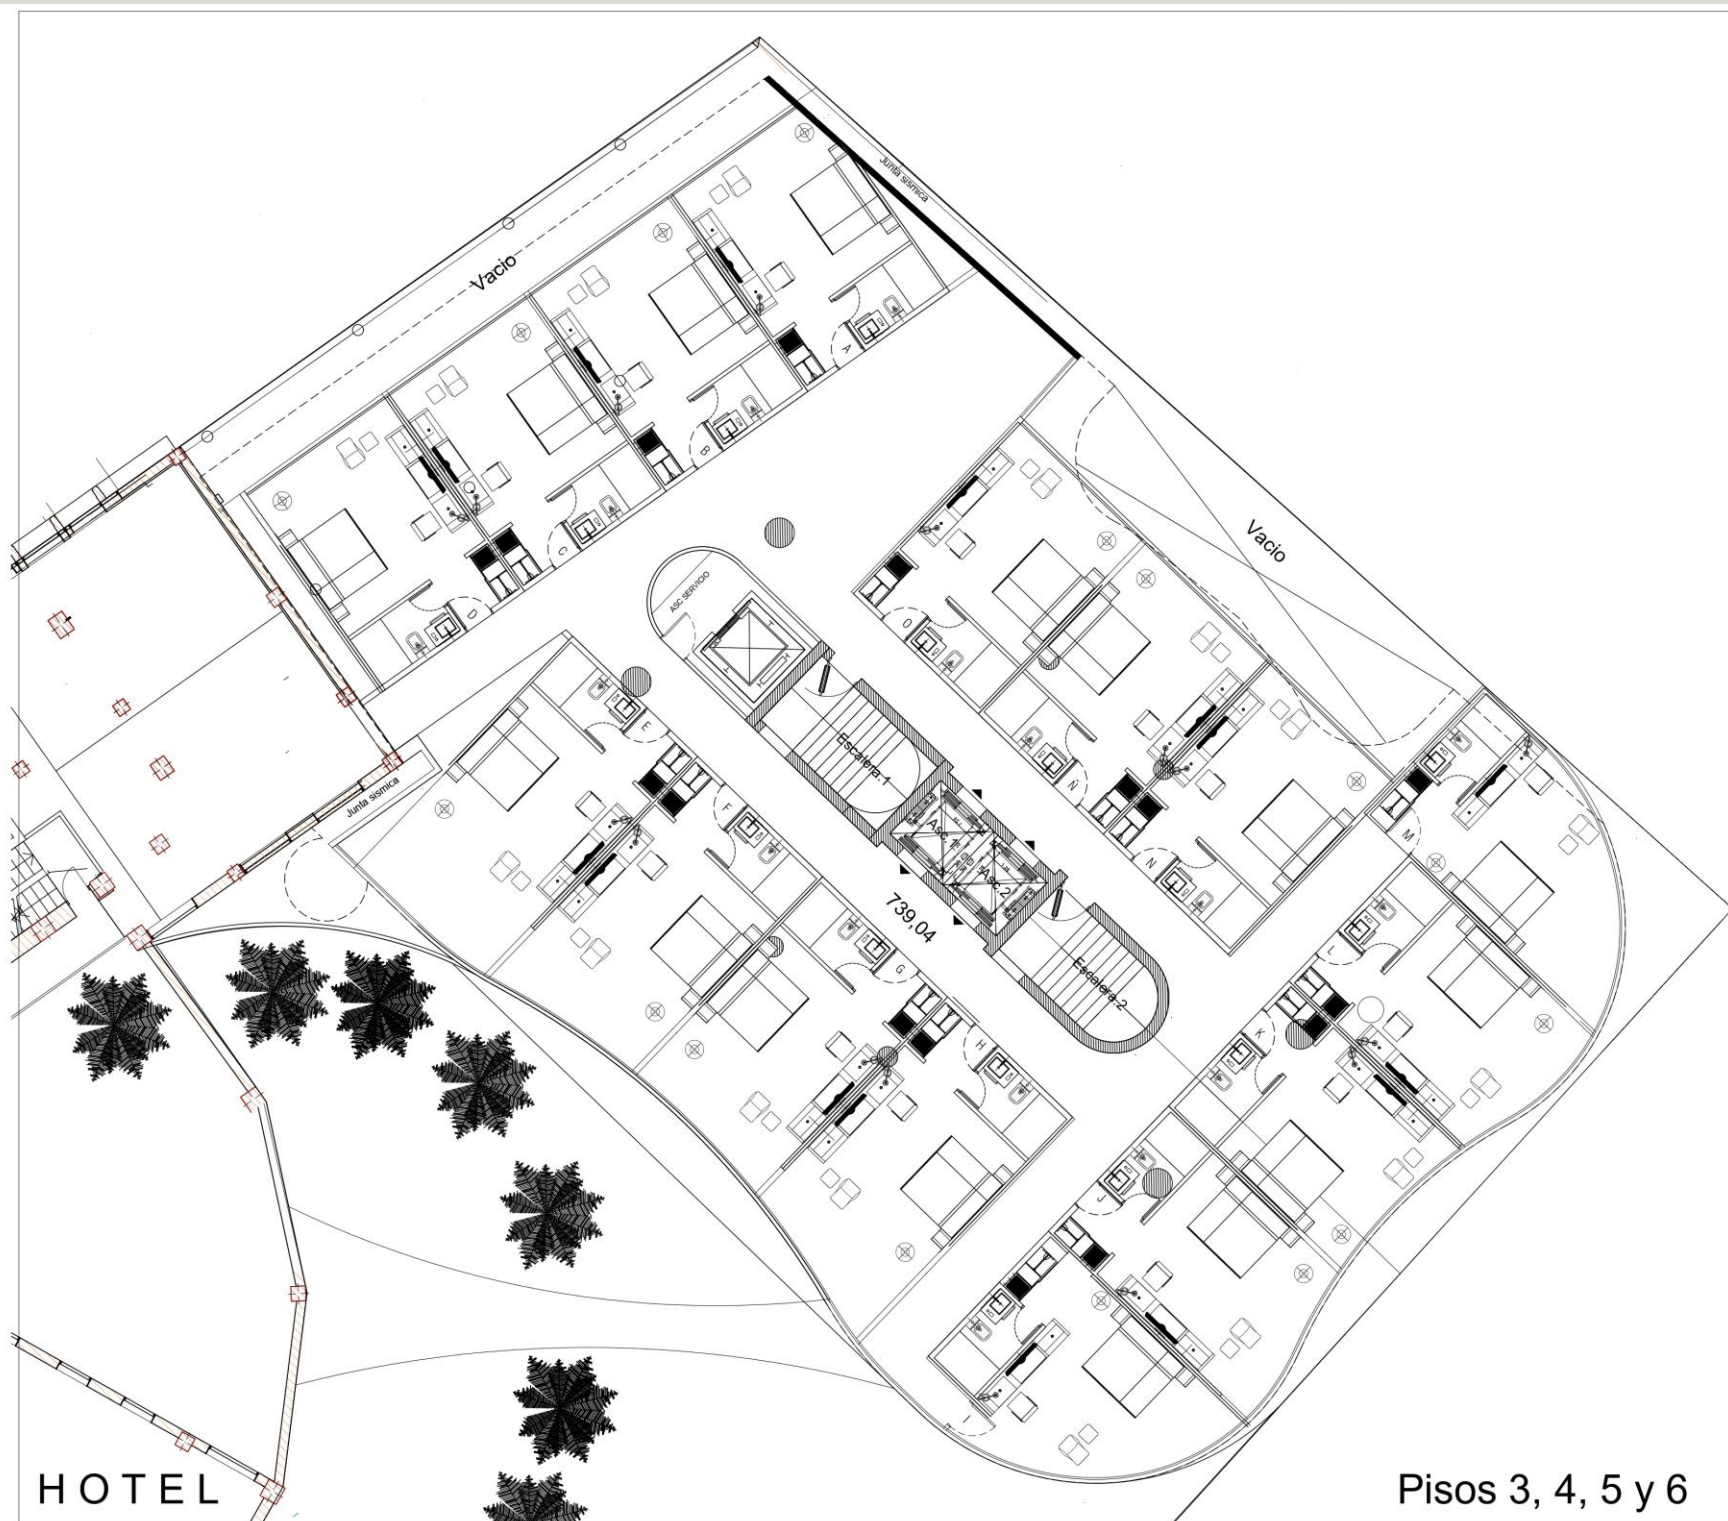 Junta sismica
Vacio
A
B
C
D
ASC SERVICIO
Vacio
O
E
Ñ
Escalera.1
Junta sismica
F
N
M
Asc.1
Asc.2
739,04
L
G
Escalera.2
K
H
J
I
HOTEL
Pisos 3, 4, 5 y 6